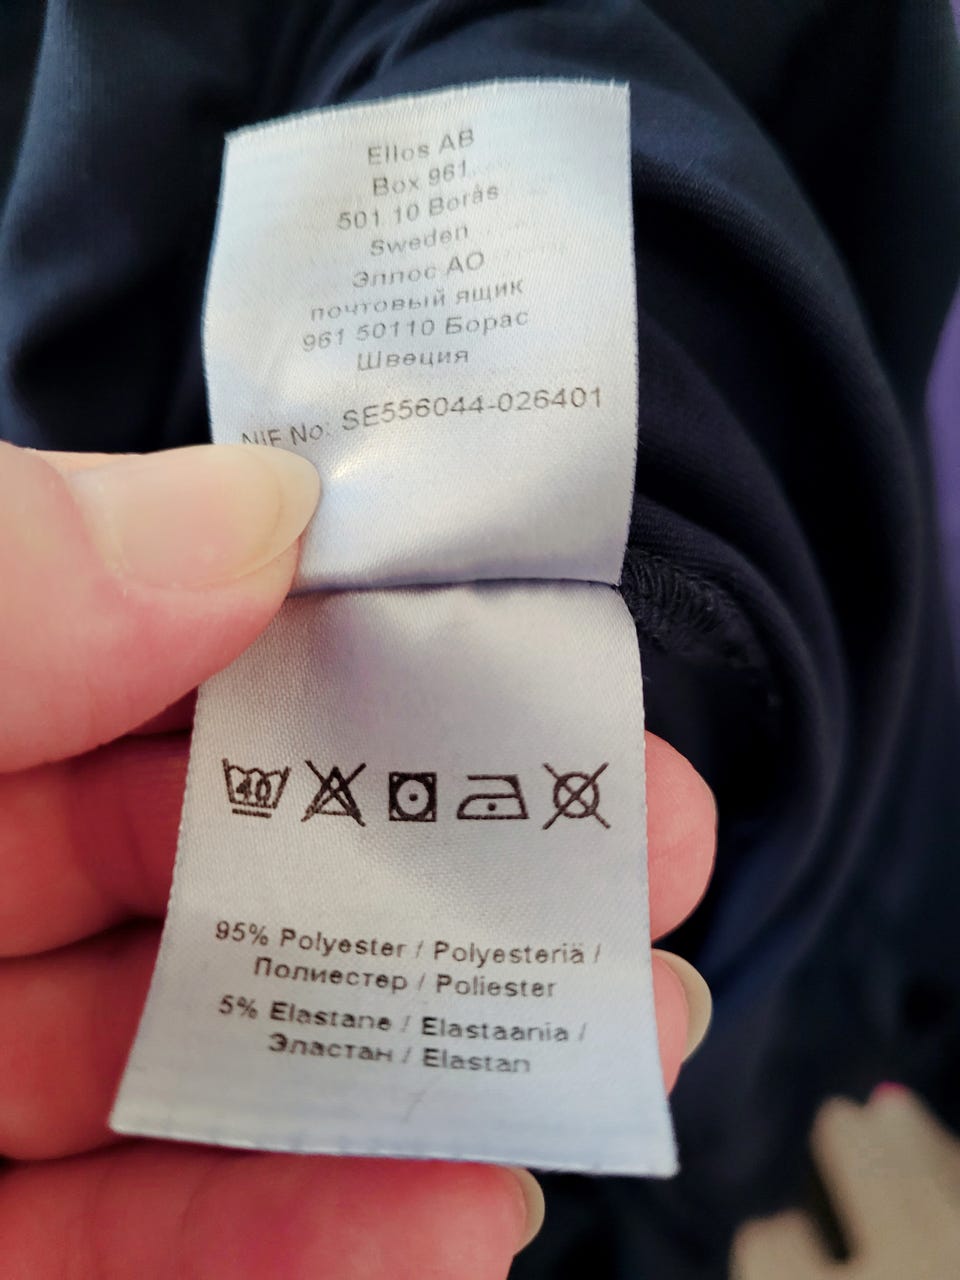 Ellos AB
Box 961
501 10 Borås
Sweden
Эллос АО
почтовый ящик
961 50110 Борас
Швеция
NIF No: SE556044-026401
40
95% Polyester / Polyesteriä /
Полиестер / Poliester
5% Elastane / Elastaania /
Эластан / Elastan